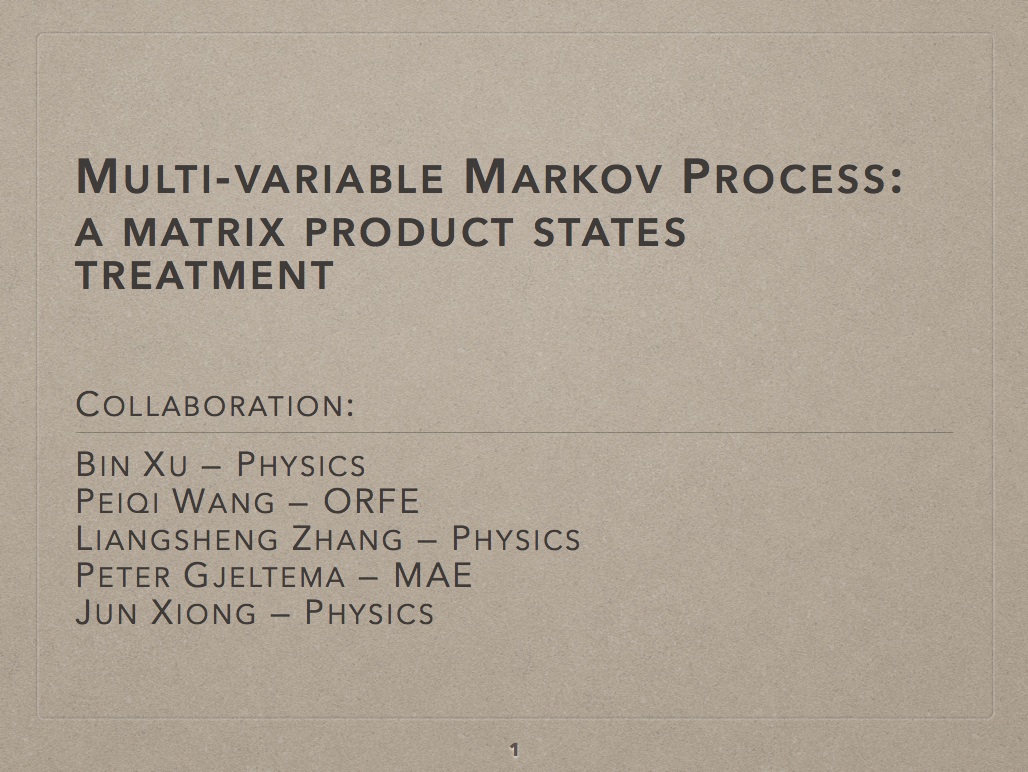 Multi-variable Markov Process:
a matrix product states
treatment
Collaboration:
Bin Xu – Physics
Peiqi Wang – ORFE
Liangsheng Zhang – Physics
Peter Gjeltema – MAE
Jun Xiong – Physics
1